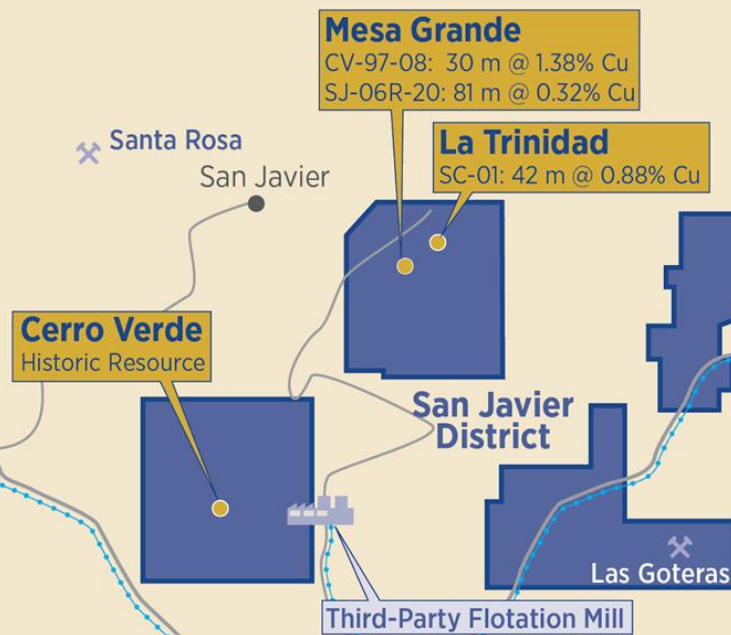 Mesa Grande
CV-97-08: 30 m @ 1.38% Cu
SJ-06R-20: 81 m @ 0.32% Cu
La Trinidad
SC-01: 42 m @ 0.88% Cu
Santa Rosa
San Javier
Cerro Verde
Historic Resource
San Javier
District
Las Goteras
Third-Party Flotation Mill